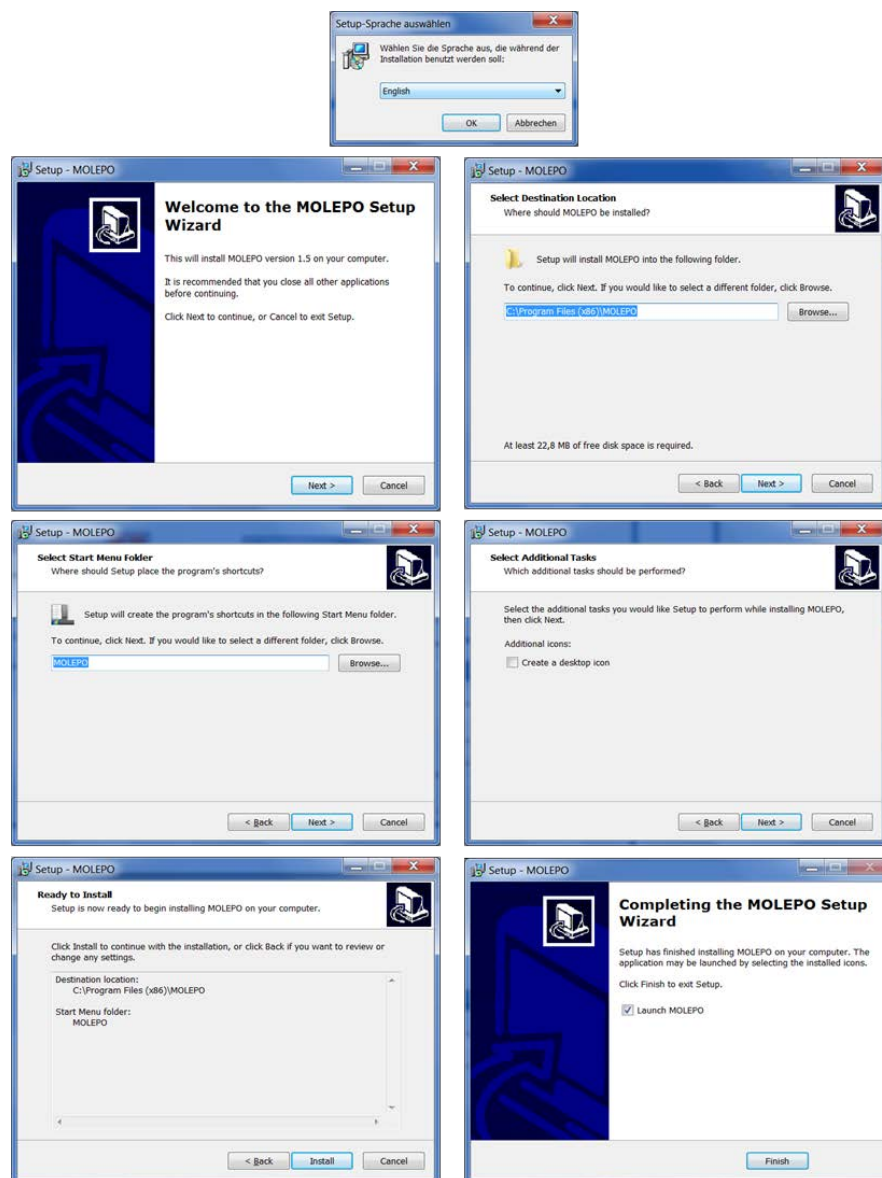 Setup-Sprache auswählen
Wählen Sie die Sprache aus, die während der
Installation benutzt werden soll:
English
OK
Abbrechen
Setup - MOLEPO
Welcome to the MOLEPO Setup
Wizard
This will install MOLEPO version 1.5 on your computer.
It is recommended that you close all other applications
before continuing.
Click Next to continue, or Cancel to exit Setup.
Next >
Cancel
Setup - MOLEPO
Select Destination Location
Where should MOLEPO be installed?
Setup will install MOLEPO into the following folder.
To continue, click Next. If you would like to select a different folder, click Browse.
C:\Program Files (x86)\MOLEPO
Browse...
At least 22,8 MB of free disk space is required.
< Back
Next >
Cancel
Setup - MOLEPO
Select Start Menu Folder
Where should Setup place the program's shortcuts?
Setup will create the program's shortcuts in the following Start Menu folder.
To continue, click Next. If you would like to select a different folder, click Browse.
MOLEPO
Browse...
< Back
Next >
Cancel
Setup - MOLEPO
Select Additional Tasks
Which additional tasks should be performed?
Select the additional tasks you would like Setup to perform while installing MOLEPO,
then click Next.
Additional icons:
Create a desktop icon
< Back
Next >
Cancel
Setup - MOLEPO
Ready to Install
Setup is now ready to begin installing MOLEPO on your computer.
Click Install to continue with the installation, or click Back if you want to review or
change any settings.
Destination location:
C:\Program Files (x86)\MOLEPO
Start Menu folder:
MOLEPO
< Back
Install
Cancel
Setup - MOLEPO
Completing the MOLEPO Setup
Wizard
Setup has finished installing MOLEPO on your computer. The
application may be launched by selecting the installed icons.
Click Finish to exit Setup.
Launch MOLEPO
Finish